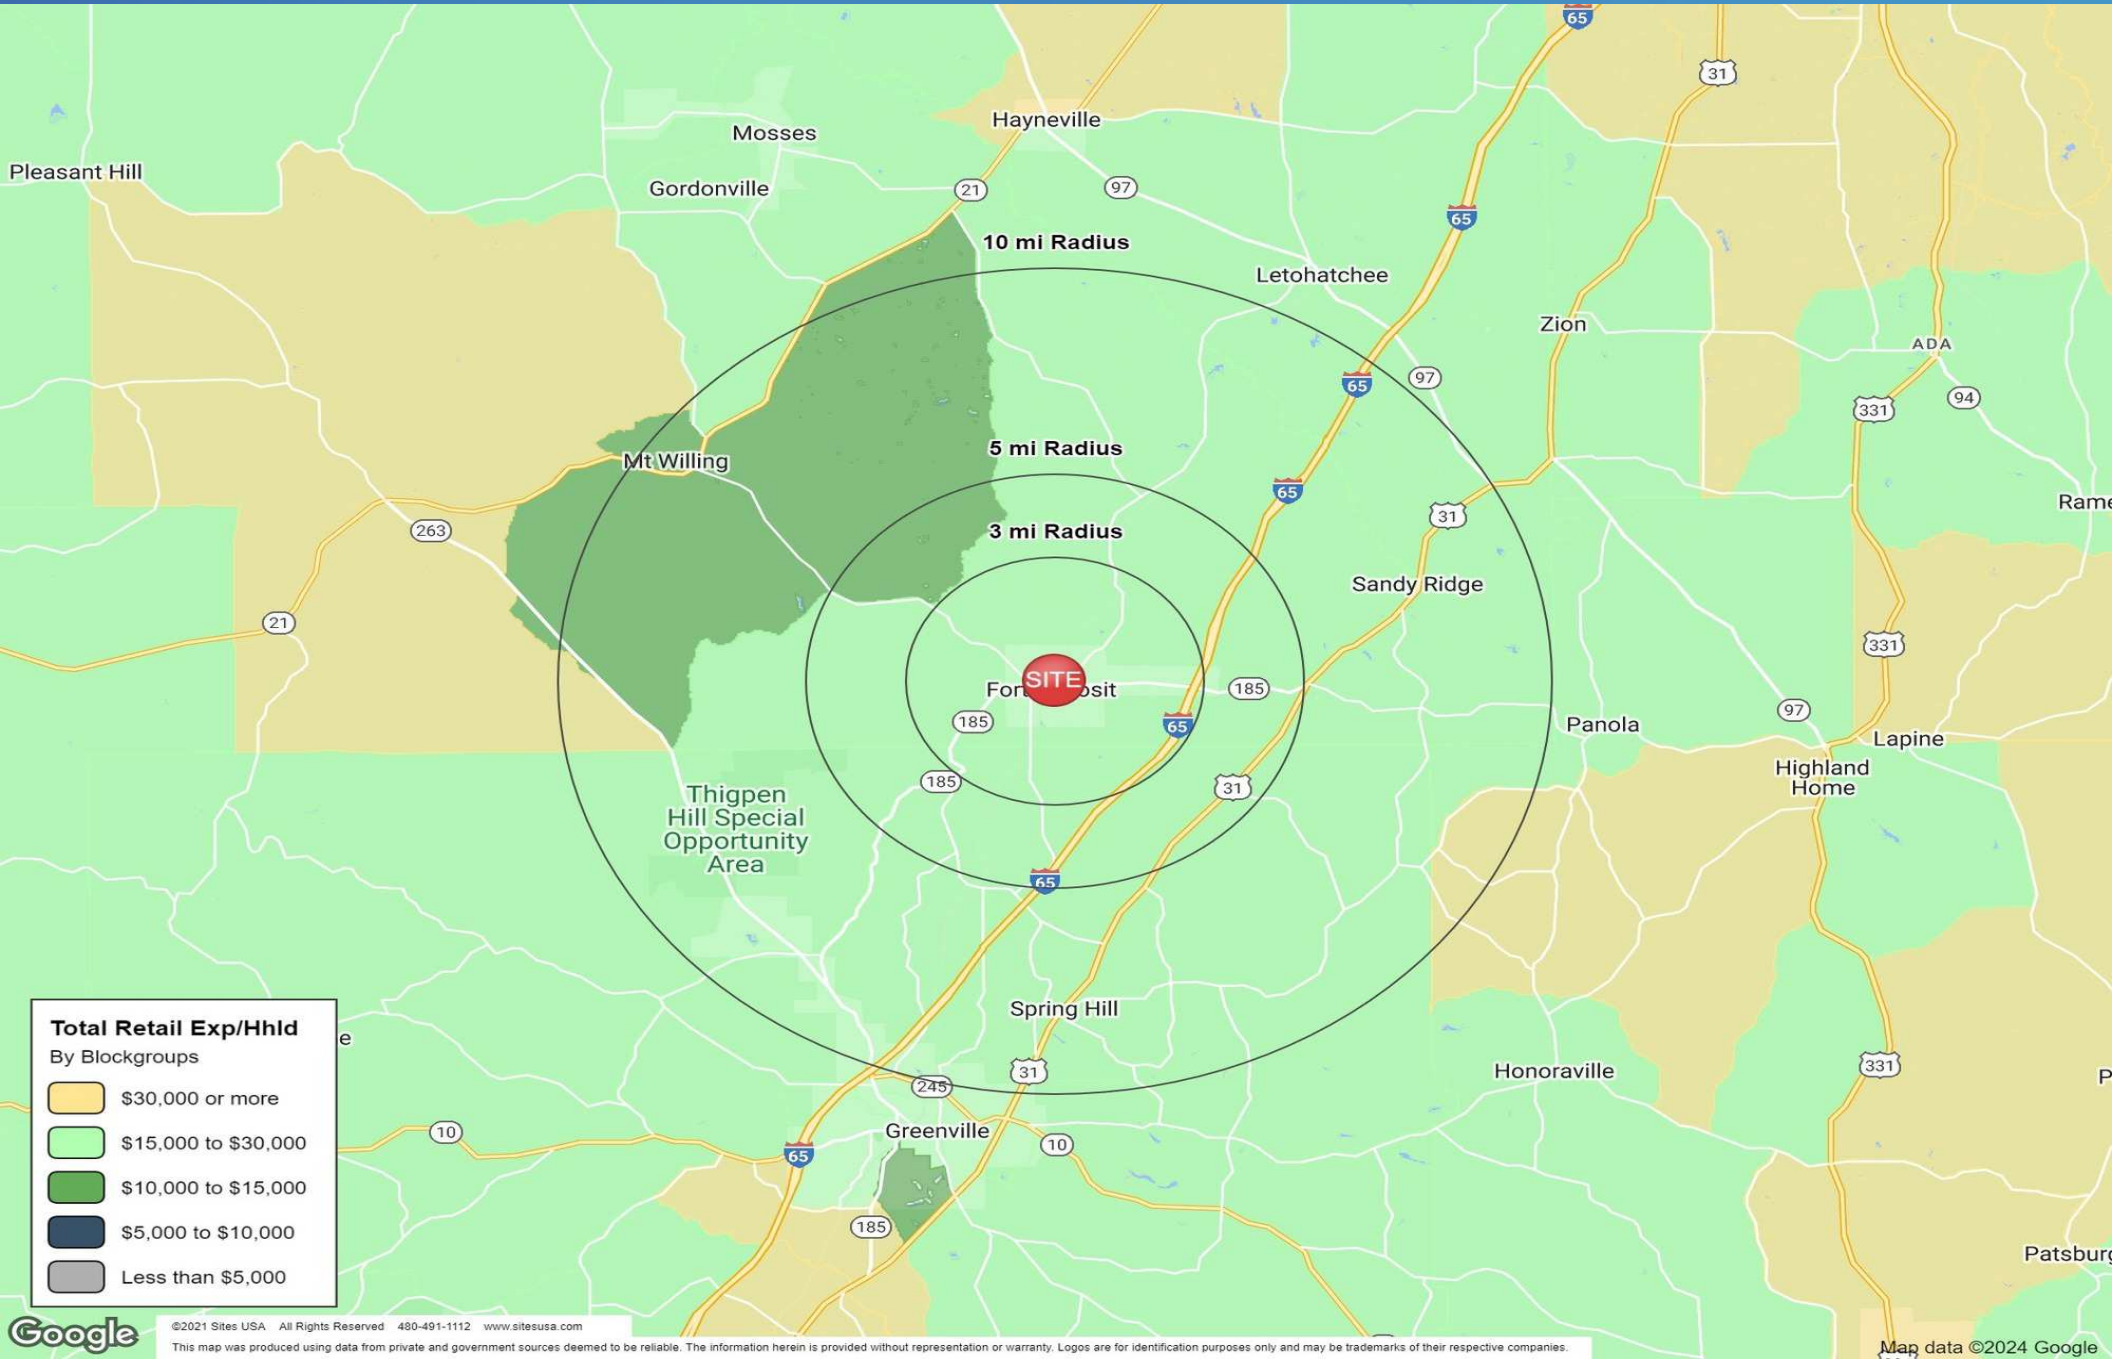 65
31
Mosses
Hayneville
Pleasant Hill
Gordonville
21
97
65
10 mi Radius
Letohatchee
Zion
ADA
65
97
94
331
5 mi Radius
Mt Willing
65
Rame
31
263
3 mi Radius
Sandy Ridge
21
331
SITE
Fort
osit
185
185
65
97
Panola
Lapine
Highland
Home
185
31
Thigpen
Hill Special
Opportunity
Area
65
Spring Hill
e
31
245
Honoraville
331
P
10
Greenville
10
65
185
Patsburg
Total Retail Exp/Hhld
By Blockgroups
$30,000 or more
$15,000 to $30,000
$10,000 to $15,000
$5,000 to $10,000
Less than $5,000
Google
©2021 Sites USA All Rights Reserved 480-491-1112 www.sitesusa.com
This map was produced using data from private and government sources deemed to be reliable. The information herein is provided without representation or warranty. Logos are for identification purposes only and may be trademarks of their respective companies.
Map data ©2024 Google